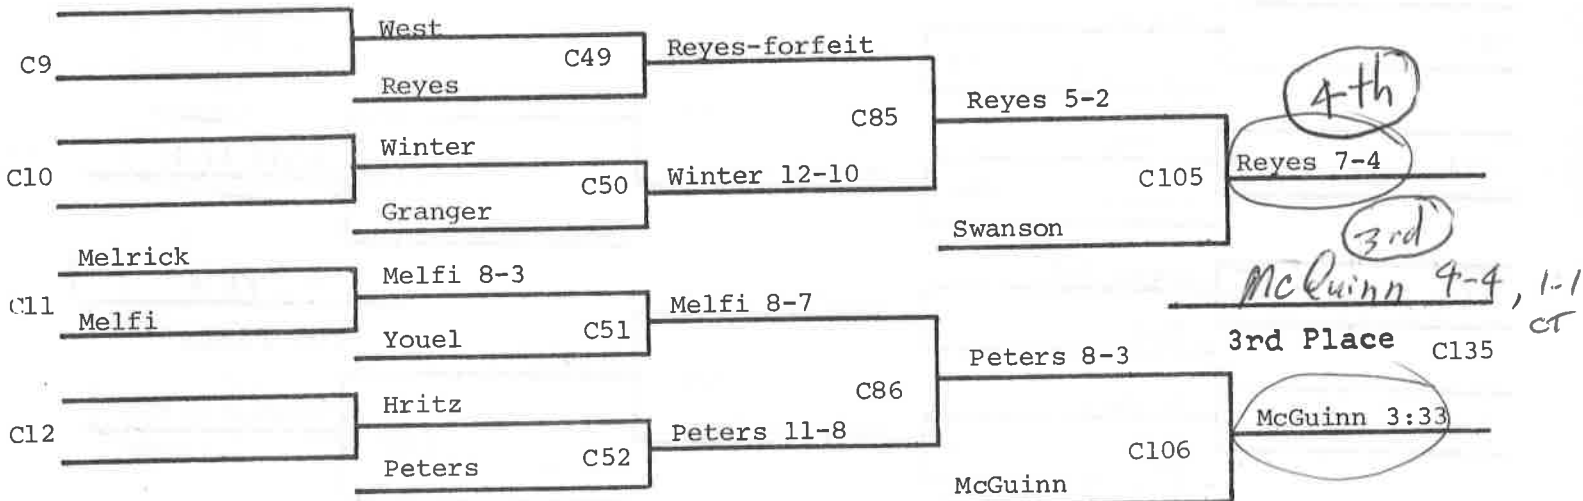 West
C9
C49
Reyes-forfeit
Reyes
4th
C85
Reyes 5-2
C10
Winter
C50
Winter 12-10
C105
Reyes 7-4
Granger
Swanson
3rd
Melrick
Melfi 8-3
McQuinn 4-4, 1-1
CT
C11
Melfi
Melfi 8-7
Youel
C51
3rd Place
C135
Peters 8-3
C86
Hritz
C12
Peters 11-8
McGuinn 3:33
Peters
C52
C106
McGuinn